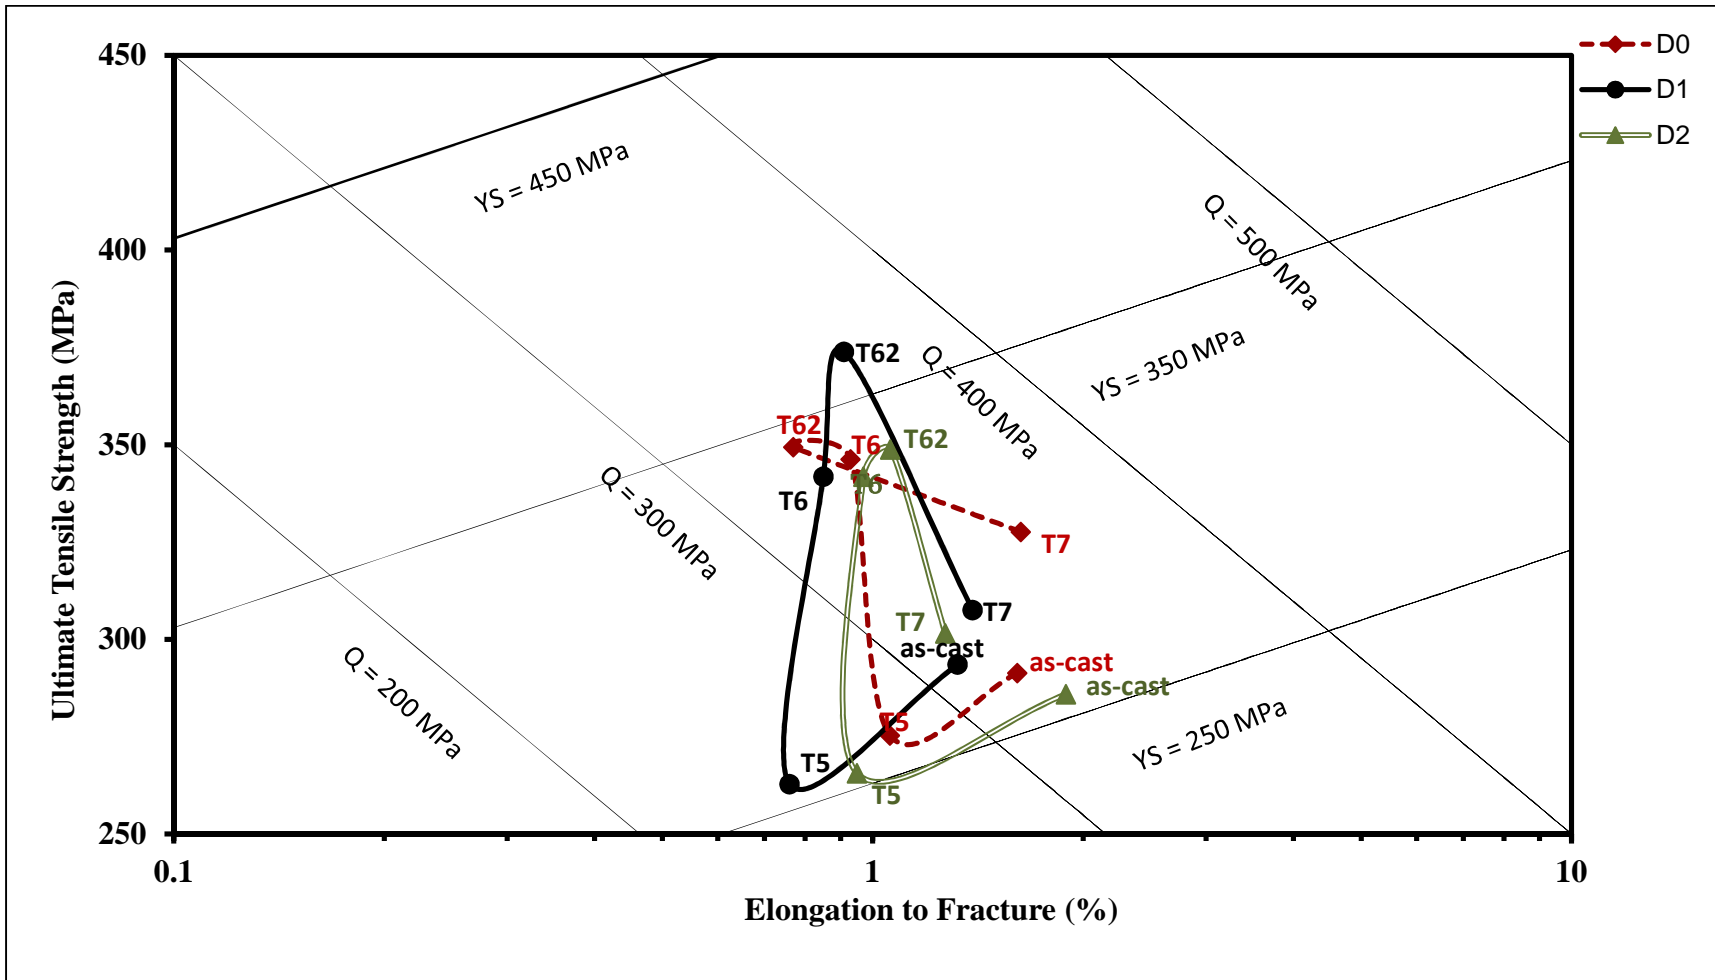 D0
D1
D2
450
400
350
300
250
Ultimate Tensile Strength (MPa)
YS = 450 MPa
Q = 500 MPa
YS = 350 MPa
Q = 400 MPa
Q = 300 MPa
Q = 200 MPa
YS = 250 MPa
T62
T62
T6
T62
T6
T6
T7
T7
T7
as-cast
as-cast
as-cast
T5
T5
T5
0.1
1
10
Elongation to Fracture (%)